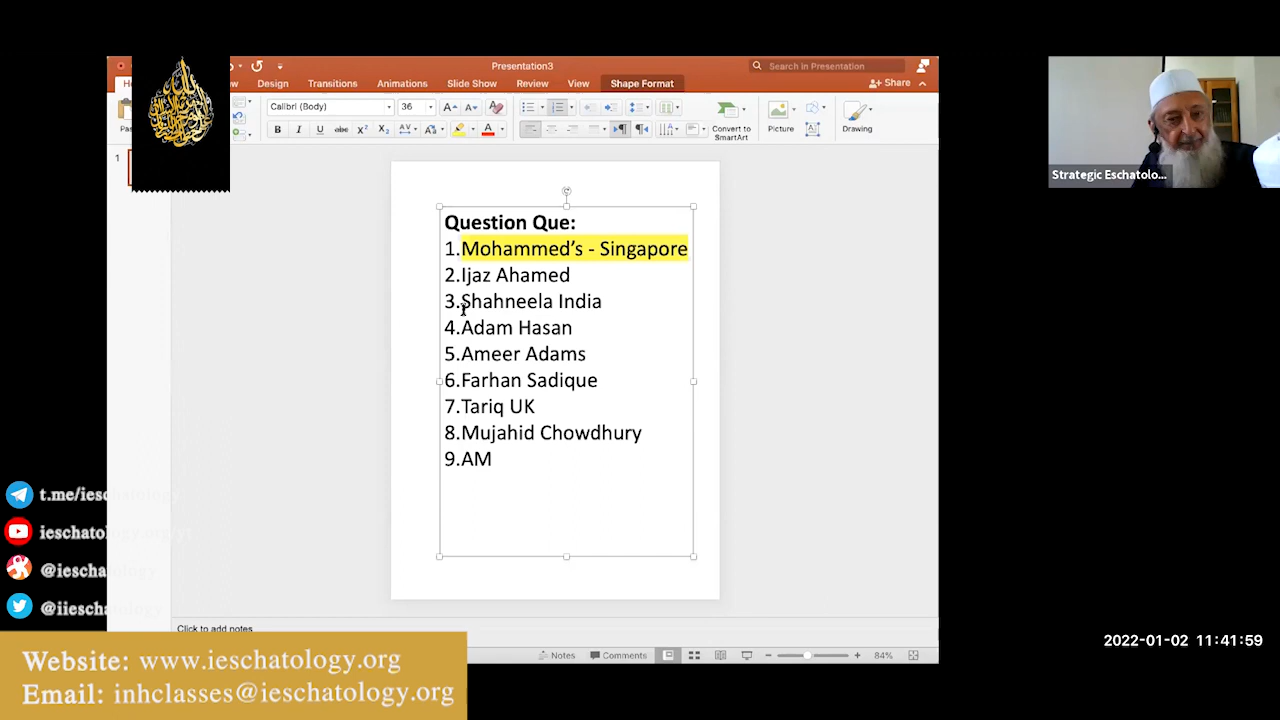 Presentation3
Search in Presentation
Design
Transitions
Animations
Slide Show
Review
View
Shape Format
Share
Calibri (Body)
36
Convert to
SmartArt
Picture
Drawing
1
Question Que:
1.Mohammed’s - Singapore
2.Ijaz Ahamed
3.Shahneela India
4.Adam Hasan
5.Ameer Adams
6.Farhan Sadique
7.Tariq UK
8.Mujahid Chowdhury
9.AM
Strategic Eschatolo...
t.me/ieschatology
ieschatology.org/yt
@ieschatology
@iieschatology
Click to add notes
Notes
Comments
84%
2022-01-02 11:41:59
Website: www.ieschatology.org
Email: inhclasses@ieschatology.org